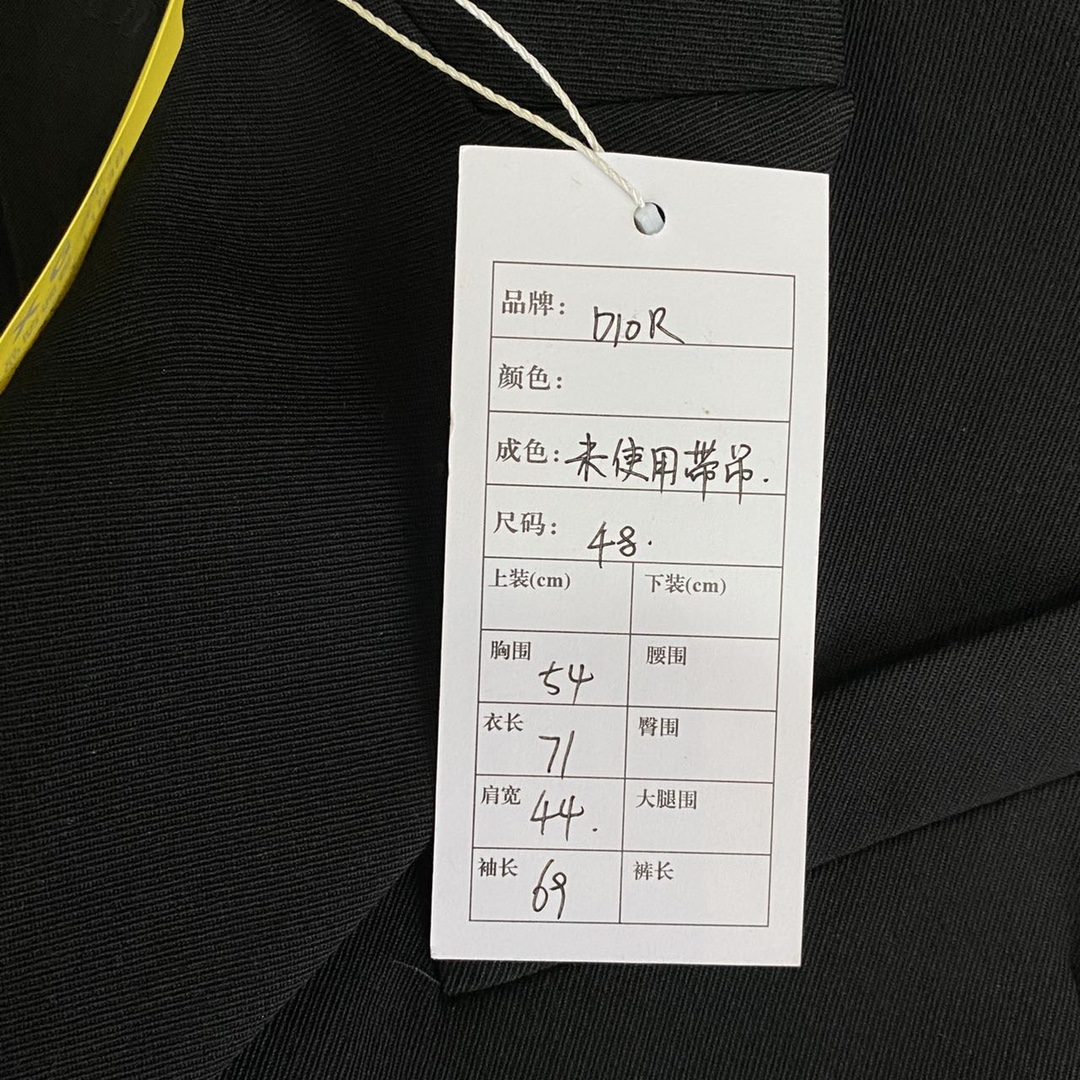 品牌: DIOR
颜色:
成色: 未使用带吊.
尺码: 48.
上装(cm) 下装(cm)
胸围 54 腰围
衣长 71 臀围
肩宽 44. 大腿围
袖长 69 裤长